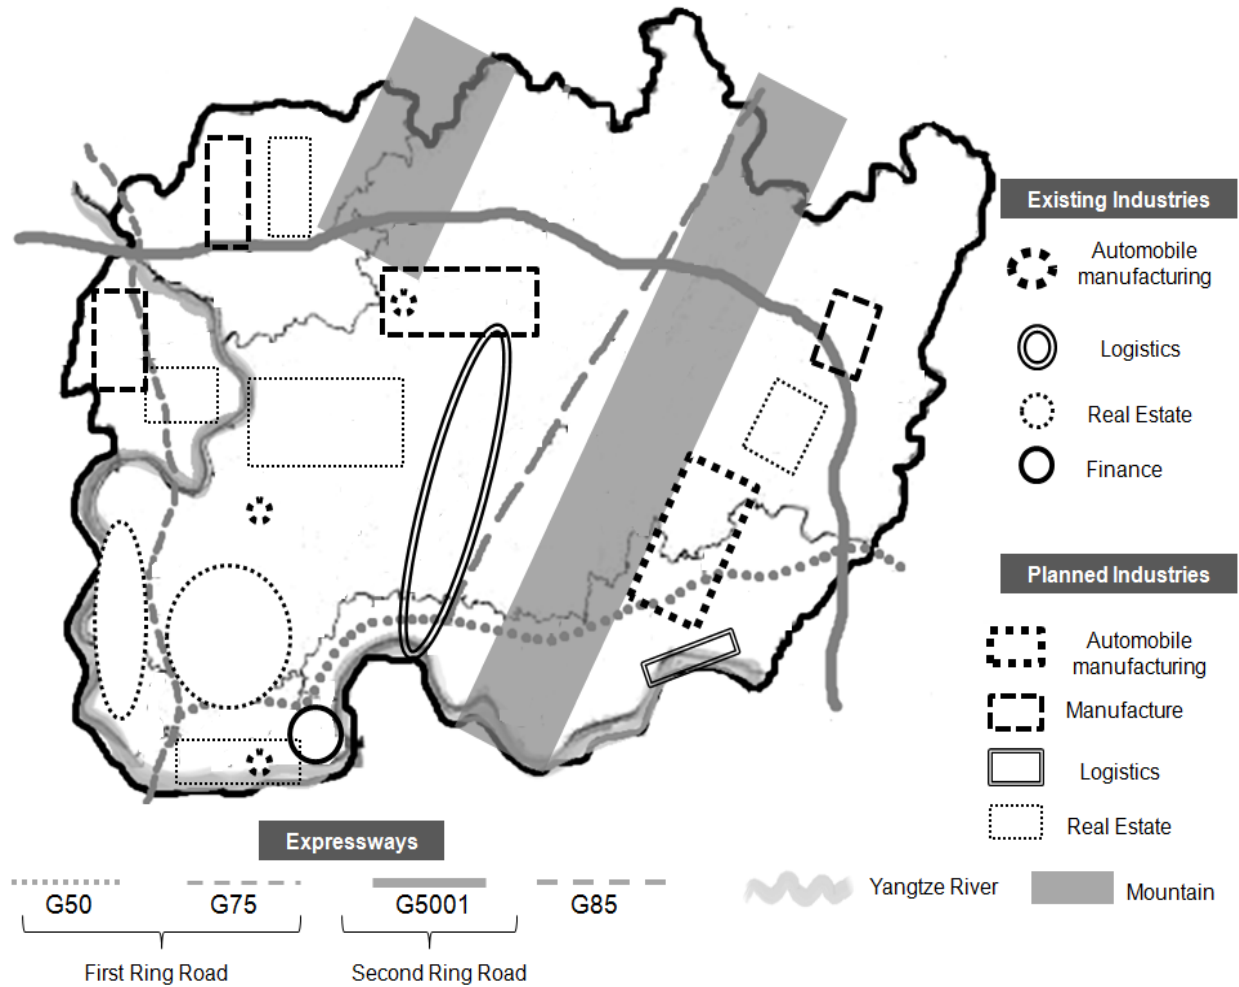 Existing Industries
Automobile
manufacturing
Logistics
Real Estate
Finance
Planned Industries
Automobile
manufacturing
Manufacture
Logistics
Real Estate
Expressways
G50
G75
G5001
G85
Yangtze River
Mountain
First Ring Road
Second Ring Road